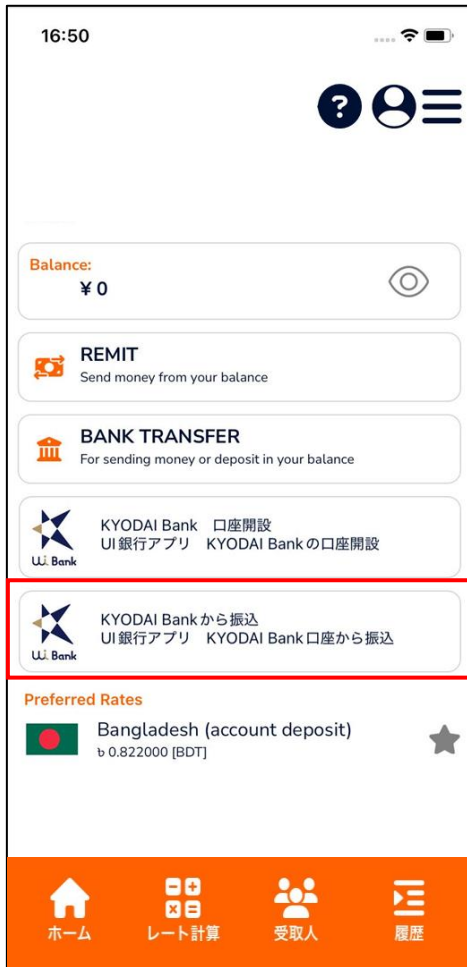 16:50
Balance:
¥ 0
REMIT
Send money from your balance
BANK TRANSFER
For sending money or deposit in your balance
KYODAI Bank　口座開設
UI銀行アプリ　KYODAI Bankの口座開設
Ui Bank
KYODAI Bankから振込
UI銀行アプリ　KYODAI Bank口座から振込
Ui Bank
Preferred Rates
Bangladesh (account deposit)
৳ 0.822000 [BDT]
ホーム
レート計算
受取人
履歴